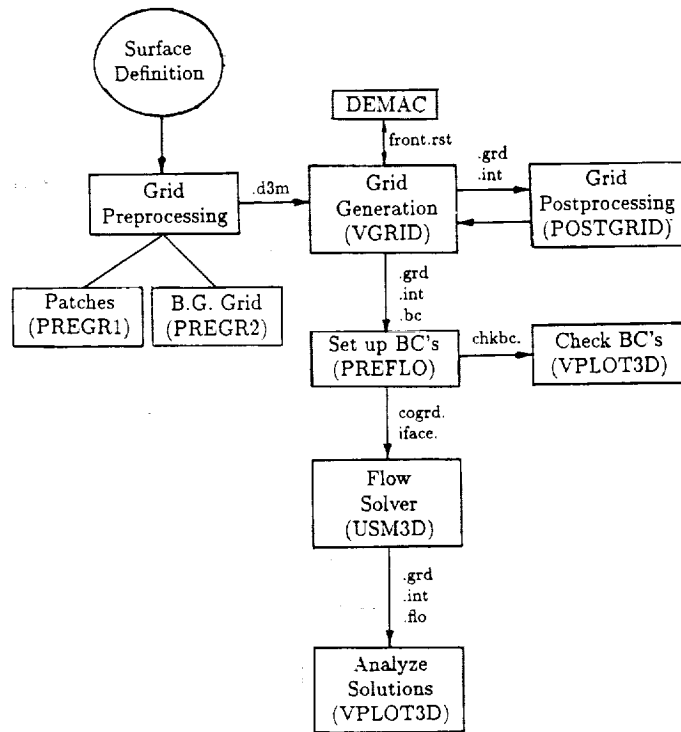 Surface
Definition
DEMAC
front.rst
.d3m
Grid
Preprocessing
Grid
Generation
(VGRID)
.grd
.int
Grid
Postprocessing
(POSTGRID)
Patches
(PREGR1)
B.G. Grid
(PREGR2)
.grd
.int
.bc
Set up BC's
(PREFLO)
chkbc.
Check BC's
(VPLOT3D)
cogrd.
iface.
Flow
Solver
(USM3D)
.grd
.int
.flo
Analyze
Solutions
(VPLOT3D)